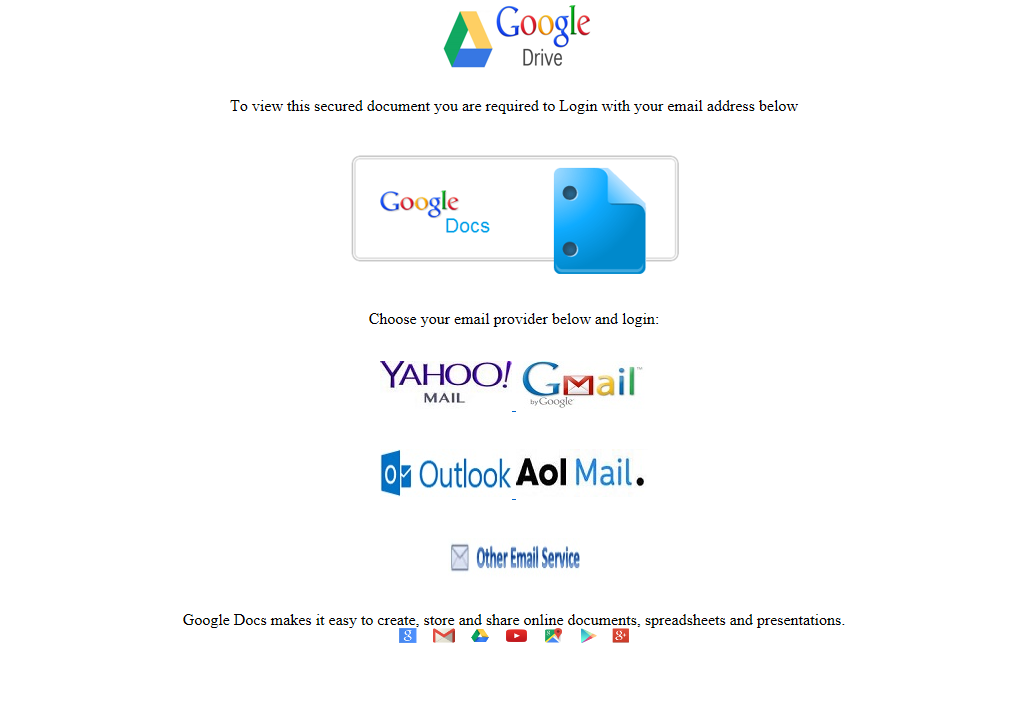 Google
Drive
To view this secured document you are required to Login with your email address below
Google
Docs
Choose your email provider below and login:
YAHOO! Gmail™
MAIL by Google
Outlook Aol Mail.
Other Email Service
Google Docs makes it easy to create, store and share online documents, spreadsheets and presentations.
8 g+